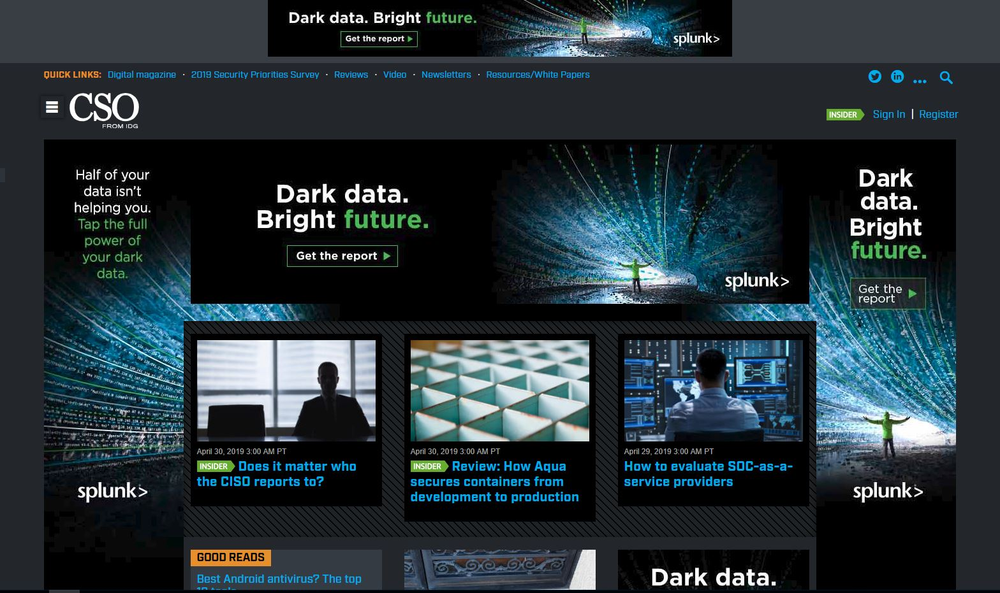 Dark data. Bright future.
Get the report
splunk>
QUICK LINKS: Digital magazine · 2019 Security Priorities Survey · Reviews · Video · Newsletters · Resources/White Papers
CSO
FROM IDG
INSIDER Sign In | Register
Half of your
data isn't
helping you.
Tap the full
power of
your dark
data.
splunk>
Dark data.
Bright future.
Get the report
splunk>
Dark
data.
Bright
future.
Get the
report
splunk>
April 30, 2019 3:00 AM PT
INSIDER Does it matter who
the CISO reports to?
April 30, 2019 3:00 AM PT
INSIDER Review: How Aqua
secures containers from
development to production
April 29, 2019 3:00 AM PT
How to evaluate SOC-as-a-
service providers
GOOD READS
Best Android antivirus? The top
Dark data.